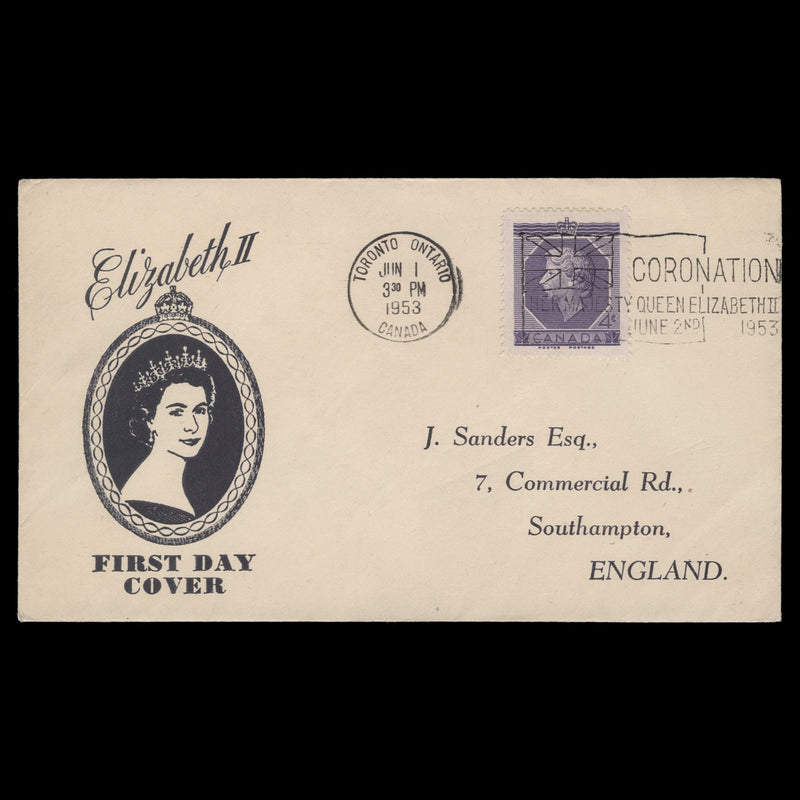 Elizabeth II
FIRST DAY
COVER
TORONTO ONTARIO
JUN 1
3 30 PM
1953
CANADA
4¢
CANADA
POSTES POSTAGE
CORONATION
HER MAJESTY QUEEN ELIZABETH II
JUNE 2ND 1953
J. Sanders Esq.,
7, Commercial Rd.,
Southampton,
ENGLAND.